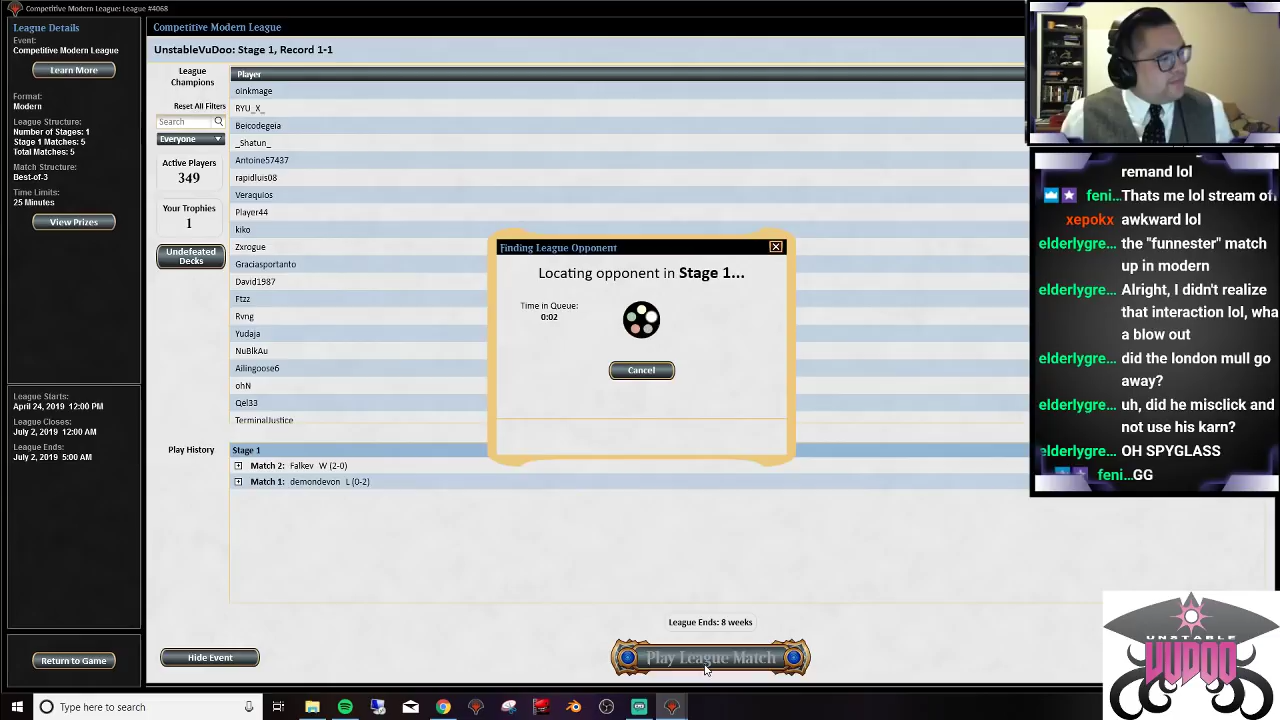 Competitive Modern League: League #4068
League Details
Event:
Competitive Modern League
Learn More
Format:
Modern
League Structure:
Number of Stages: 1
Stage 1 Matches: 5
Total Matches: 5
Match Structure:
Best-of-3
Time Limits:
25 Minutes
View Prizes
League Starts:
April 24, 2019 12:00 PM
League Closes:
July 2, 2019 12:00 AM
League Ends:
July 2, 2019 5:00 AM
Return to Game
Competitive Modern League
UnstableVuDoo: Stage 1, Record 1-1
League
Champions
Reset All Filters
Search
Everyone
Active Players
349
Your Trophies
1
Undefeated
Decks
Player
oinkmage
RYU_X_
Beicodegeia
_Shatun_
Antoine57437
rapidluis08
Veraquios
Player44
kiko
Zxrogue
Graciasportanto
David1987
Ftzz
Rvng
Yudaja
NuBlkAu
Ailingoose6
ohN
Qel33
TerminalJustice
Finding League Opponent
Locating opponent in Stage 1...
Time in Queue:
0:02
Cancel
Play History
Stage 1
Match 2: Falkev W (2-0)
Match 1: demondevon L (0-2)
League Ends: 8 weeks
Hide Event
Play League Match
remand lol
feni...Thats me lol stream of
xepokx awkward lol
elderlygre... the "funnester" match
up in modern
elderlygre... Alright, I didn't realize
that interaction lol, wha
a blow out
elderlygre... did the london mull go
away?
elderlygre... uh, did he misclick and
not use his karn?
elderlygre... OH SPYGLASS
feni...GG
UNSTABLE
VUDOO
Type here to search